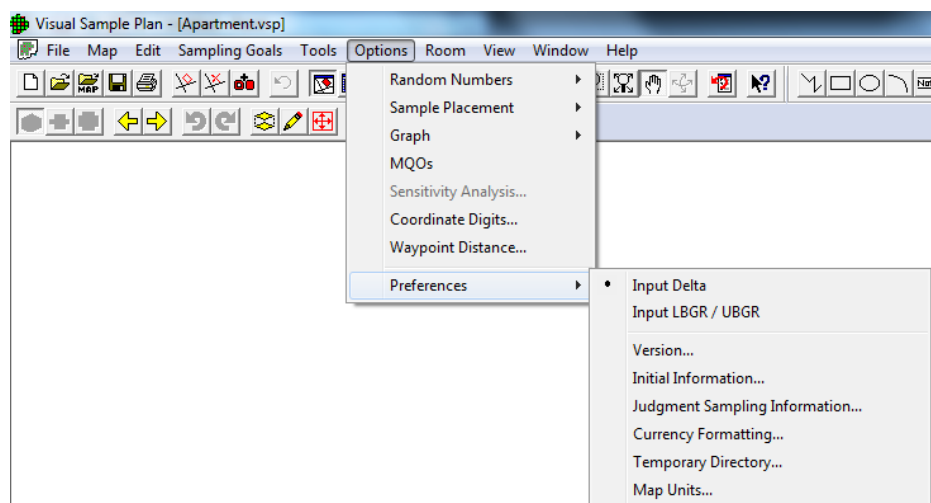 Visual Sample Plan - [Apartment.vsp]
File Map Edit Sampling Goals Tools Options Room View Window Help
MAP
Random Numbers
Sample Placement
Graph
MQOs
Sensitivity Analysis...
Coordinate Digits...
Waypoint Distance...
Preferences
Input Delta
Input LBGR / UBGR
Version...
Initial Information...
Judgment Sampling Information...
Currency Formatting...
Temporary Directory...
Map Units...